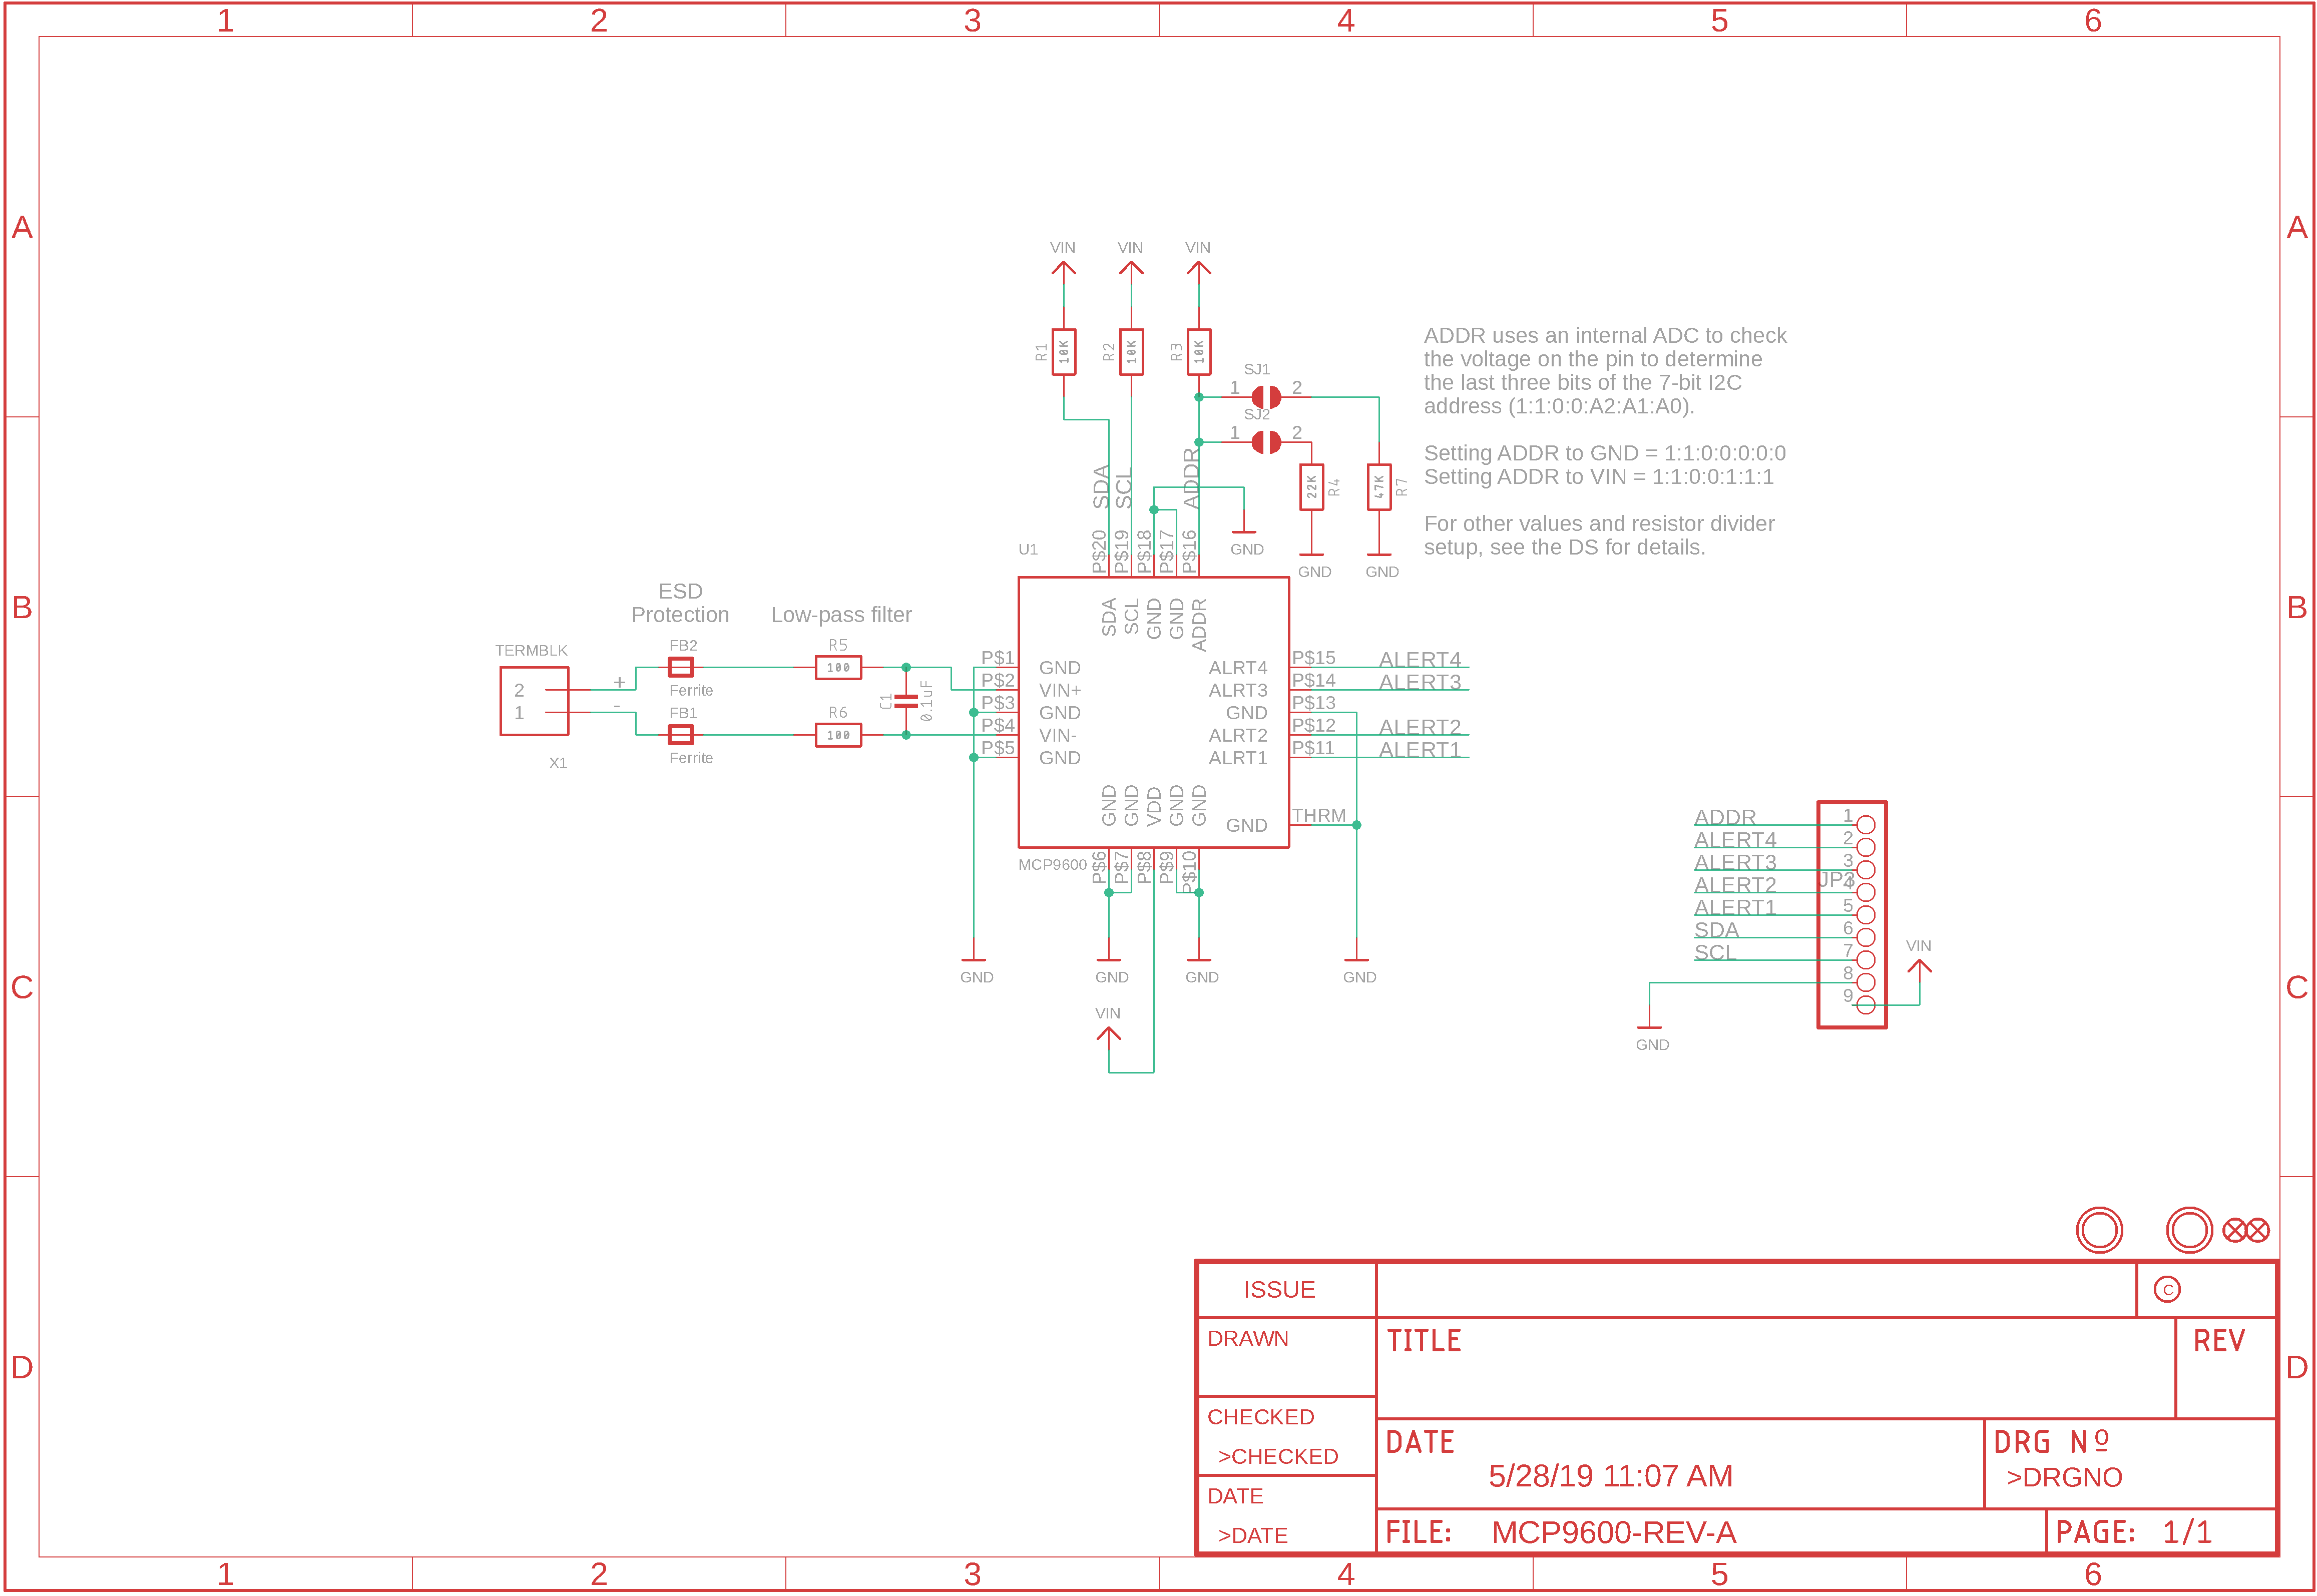 1 2 3 4 5 6
A A
VIN VIN VIN
R1 10K R2 10K R3 10K
SJ1
1 2
SJ2
1 2
ADDR uses an internal ADC to check
the voltage on the pin to determine
the last three bits of the 7-bit I2C
address (1:1:0:0:A2:A1:A0).
Setting ADDR to GND = 1:1:0:0:0:0:0
Setting ADDR to VIN = 1:1:0:0:1:1:1
For other values and resistor divider
setup, see the DS for details.
SDA SCL ADDR
22K R4 47K R7
GND
GND GND
U1
P$20 P$19 P$18 P$17 P$16
B B
ESD
Protection
Low-pass filter
TERMBLK
2
1
X1
+
-
FB2
Ferrite
FB1
Ferrite
R5
100
R6
100
C1 0.1uF
SDA SCL GND GND ADDR
P$1 GND
P$2 VIN+
P$3 GND
P$4 VIN-
P$5 GND
ALRT4 P$15 ALERT4
ALRT3 P$14 ALERT3
GND P$13
ALRT2 P$12 ALERT2
ALRT1 P$11 ALERT1
GND THRM
GND GND VDD GND GND
MCP9600
P$6 P$7 P$8 P$9 P$10
GND GND GND GND
VIN
ADDR 1
ALERT4 2
ALERT3 3
JP3
ALERT2 4
ALERT1 5
SDA 6
SCL 7
8
9
VIN
GND
C C
D D
ISSUE
C
DRAWN
TITLE
REV
CHECKED
>CHECKED
DATE
5/28/19 11:07 AM
DRG Nº
>DRGNO
DATE
>DATE
FILE: MCP9600-REV-A
PAGE: 1/1
1 2 3 4 5 6